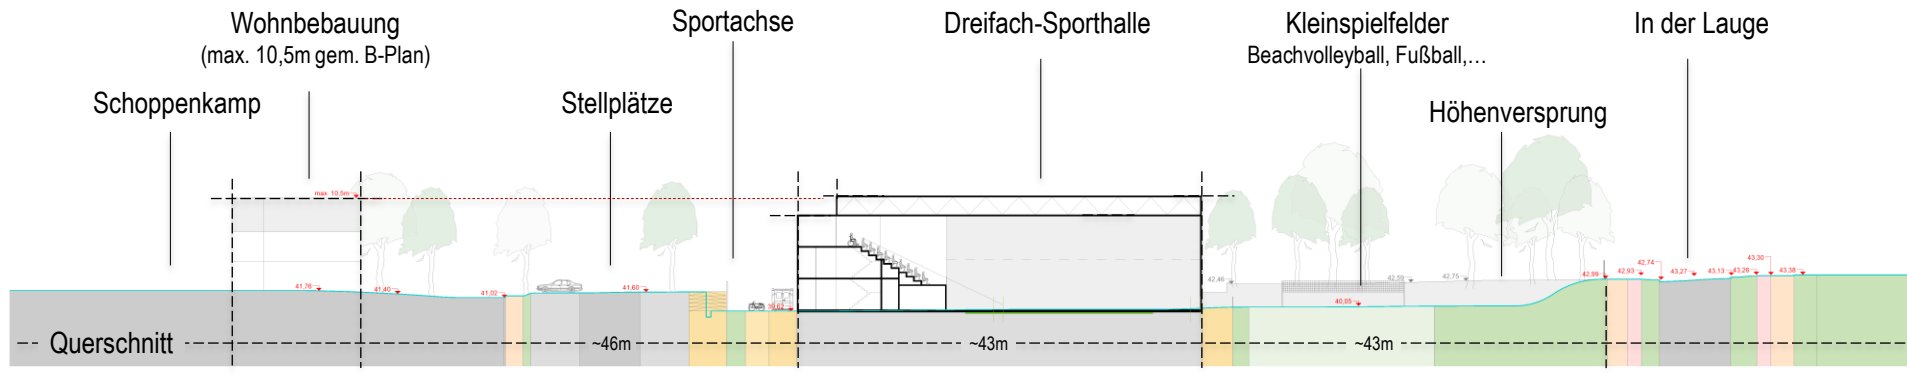 Wohnbebauung
(max. 10,5m gem. B-Plan)
Sportachse
Dreifach-Sporthalle
Kleinspielfelder
Beachvolleyball, Fußball,...
In der Lauge
Schoppenkamp
Stellplätze
Höhenversprung
max. 10,5m
41,76
41,40
41,02
41,60
39,62
42,46
40,05
42,59
42,75
42,99
42,93
42,74
43,27
43,13
43,26
43,30
43,38
Querschnitt
~46m
~43m
~43m